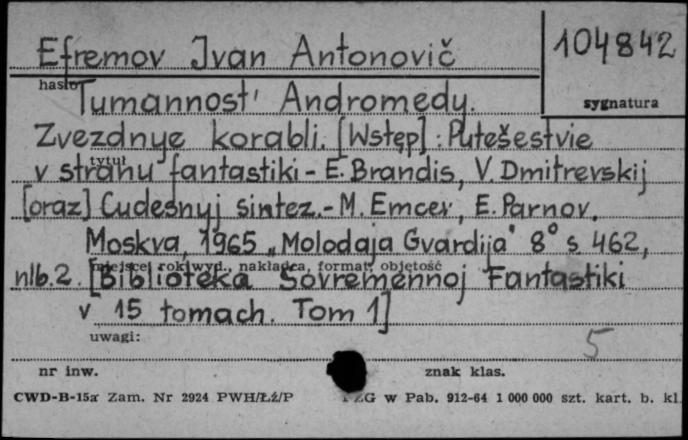 Efremov Ivan Antonovič
104842
hasło
sygnatura
Tumannost' Andromedy.
Zvezdnye korabli. [Wstęp]: Putešestvie
tytuł
v stranu fantastiki - E. Brandis, V. Dmitrevskij
[oraz] Čudesnyj sintez. - M. Emcev, E. Parnov.
Moskva, 1965 „Molodaja Gvardija" 8° s 462,
miejsce i rok wyd., nakładca, format, objętość
nlb. 2. [Biblioteka Sovremennoj Fantastiki
v 15 tomach. Tom 1]
uwagi:
5
nr inw.
znak klas.
CWD-B-15a Zam. Nr 2924 PWH/Łź/P
ZG w Pab. 912-64 1 000 000 szt. kart. b. kl.